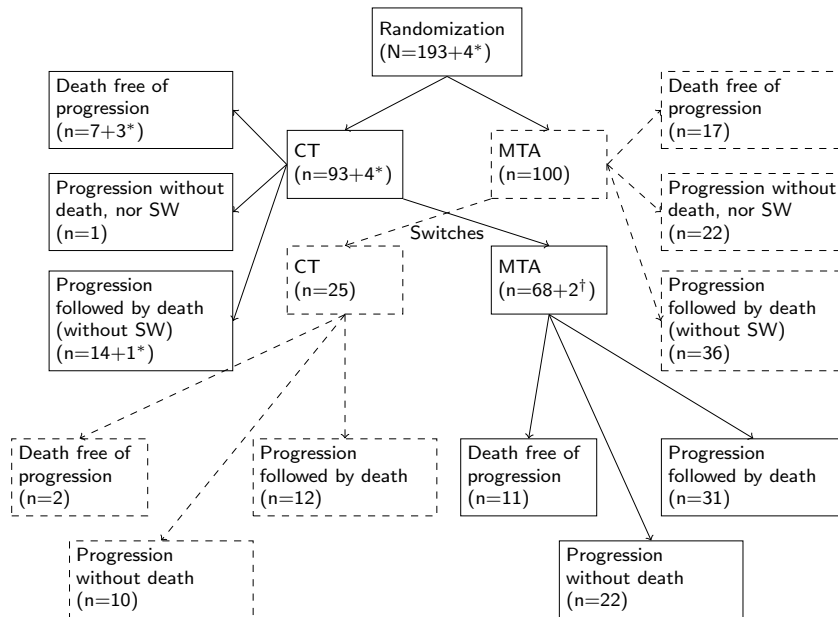 Randomization
(N=193+4*)
Death free of
progression
(n=7+3*)
Death free of
progression
(n=17)
CT
(n=93+4*)
MTA
(n=100)
Progression without
death, nor SW
(n=1)
Progression without
death, nor SW
(n=22)
Switches
CT
(n=25)
MTA
(n=68+2†)
Progression
followed by death
(without SW)
(n=14+1*)
Progression
followed by death
(without SW)
(n=36)
Death free of
progression
(n=2)
Progression
followed by death
(n=12)
Death free of
progression
(n=11)
Progression
followed by death
(n=31)
Progression
without death
(n=10)
Progression
without death
(n=22)